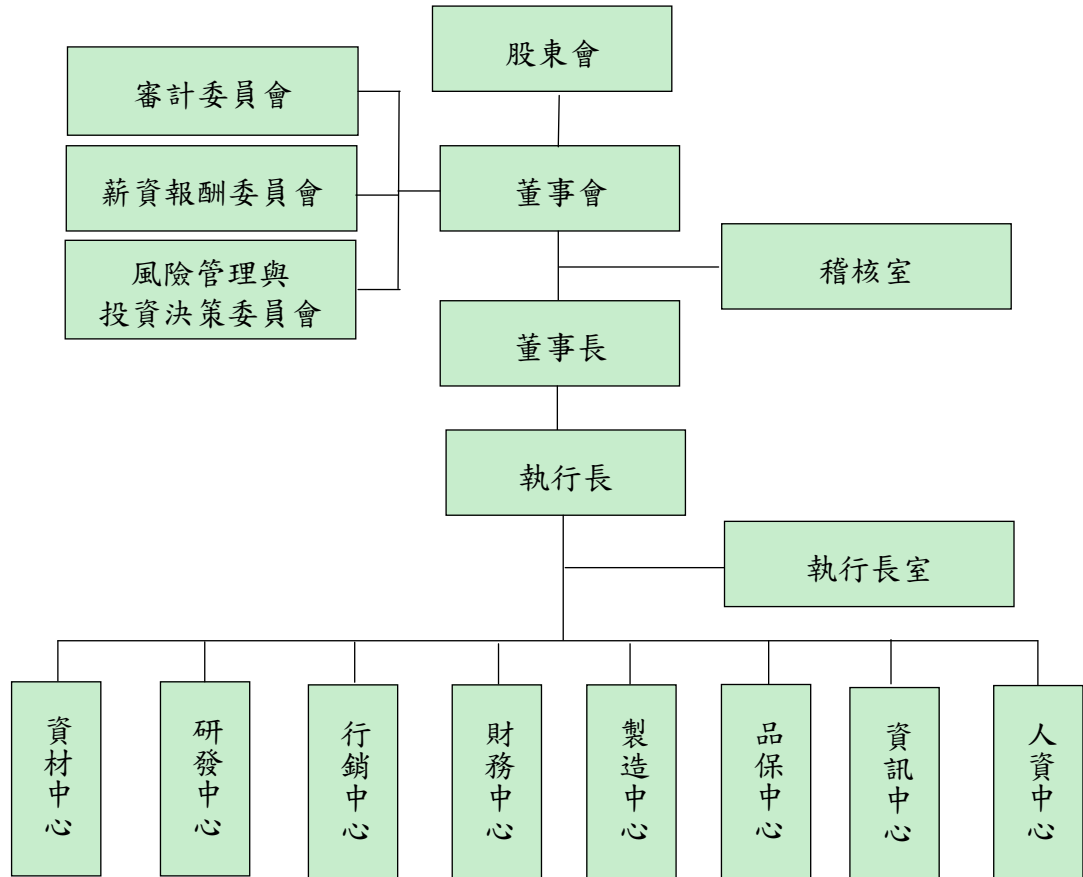 股東會
審計委員會
董事會
薪資報酬委員會
風險管理與
投資決策委員會
稽核室
董事長
執行長
執行長室
資材中心
研發中心
行銷中心
財務中心
製造中心
品保中心
資訊中心
人資中心